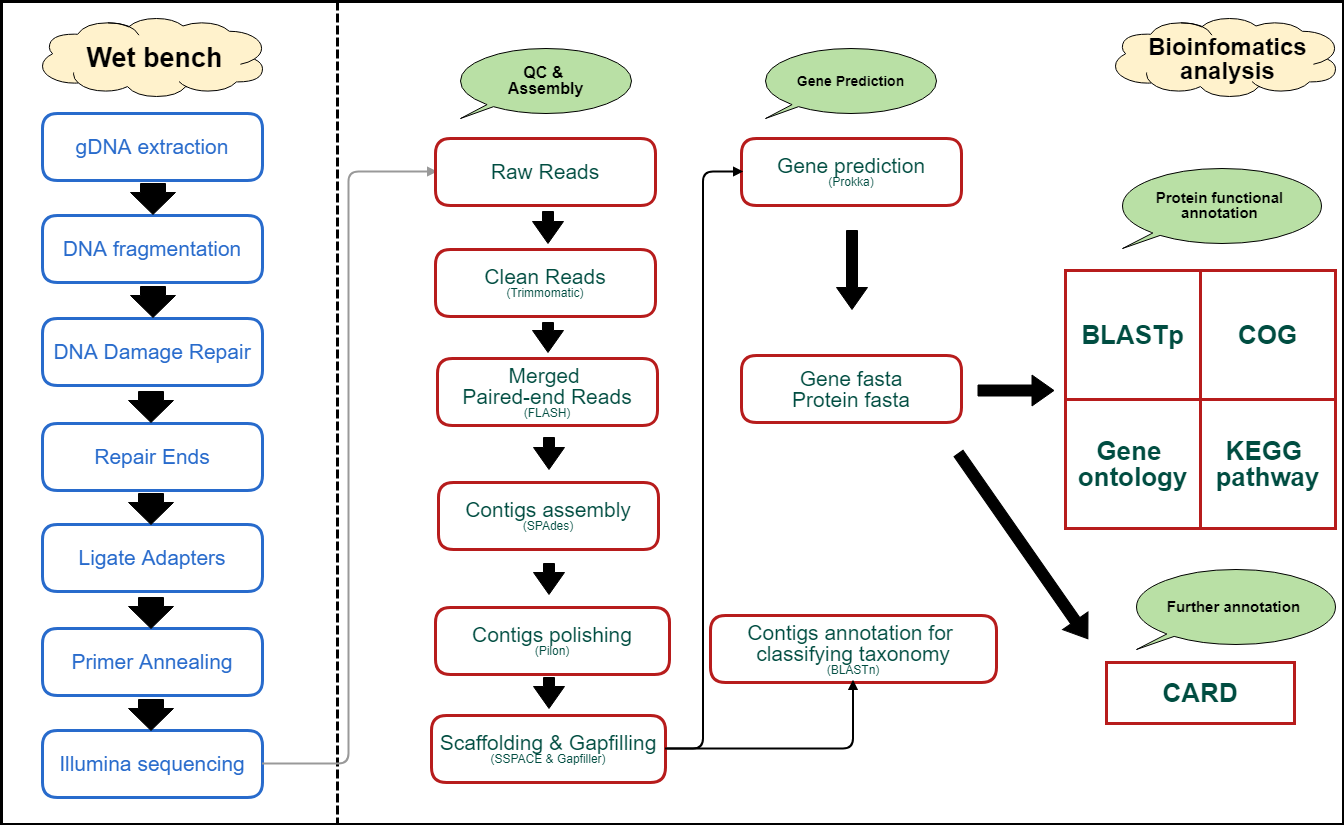 Wet bench
gDNA extraction
DNA fragmentation
DNA Damage Repair
Repair Ends
Ligate Adapters
Primer Annealing
Illumina sequencing
QC &
Assembly
Raw Reads
Clean Reads
(Trimmomatic)
Merged
Paired-end Reads
(FLASH)
Contigs assembly
(SPAdes)
Contigs polishing
(Pilon)
Scaffolding & Gapfilling
(SSPACE & Gapfiller)
Gene Prediction
Gene prediction
(Prokka)
Gene fasta
Protein fasta
Contigs annotation for
classifying taxonomy
(BLASTn)
Bioinfomatics
analysis
Protein functional
annotation
BLASTp
COG
Gene
ontology
KEGG
pathway
Further annotation
CARD